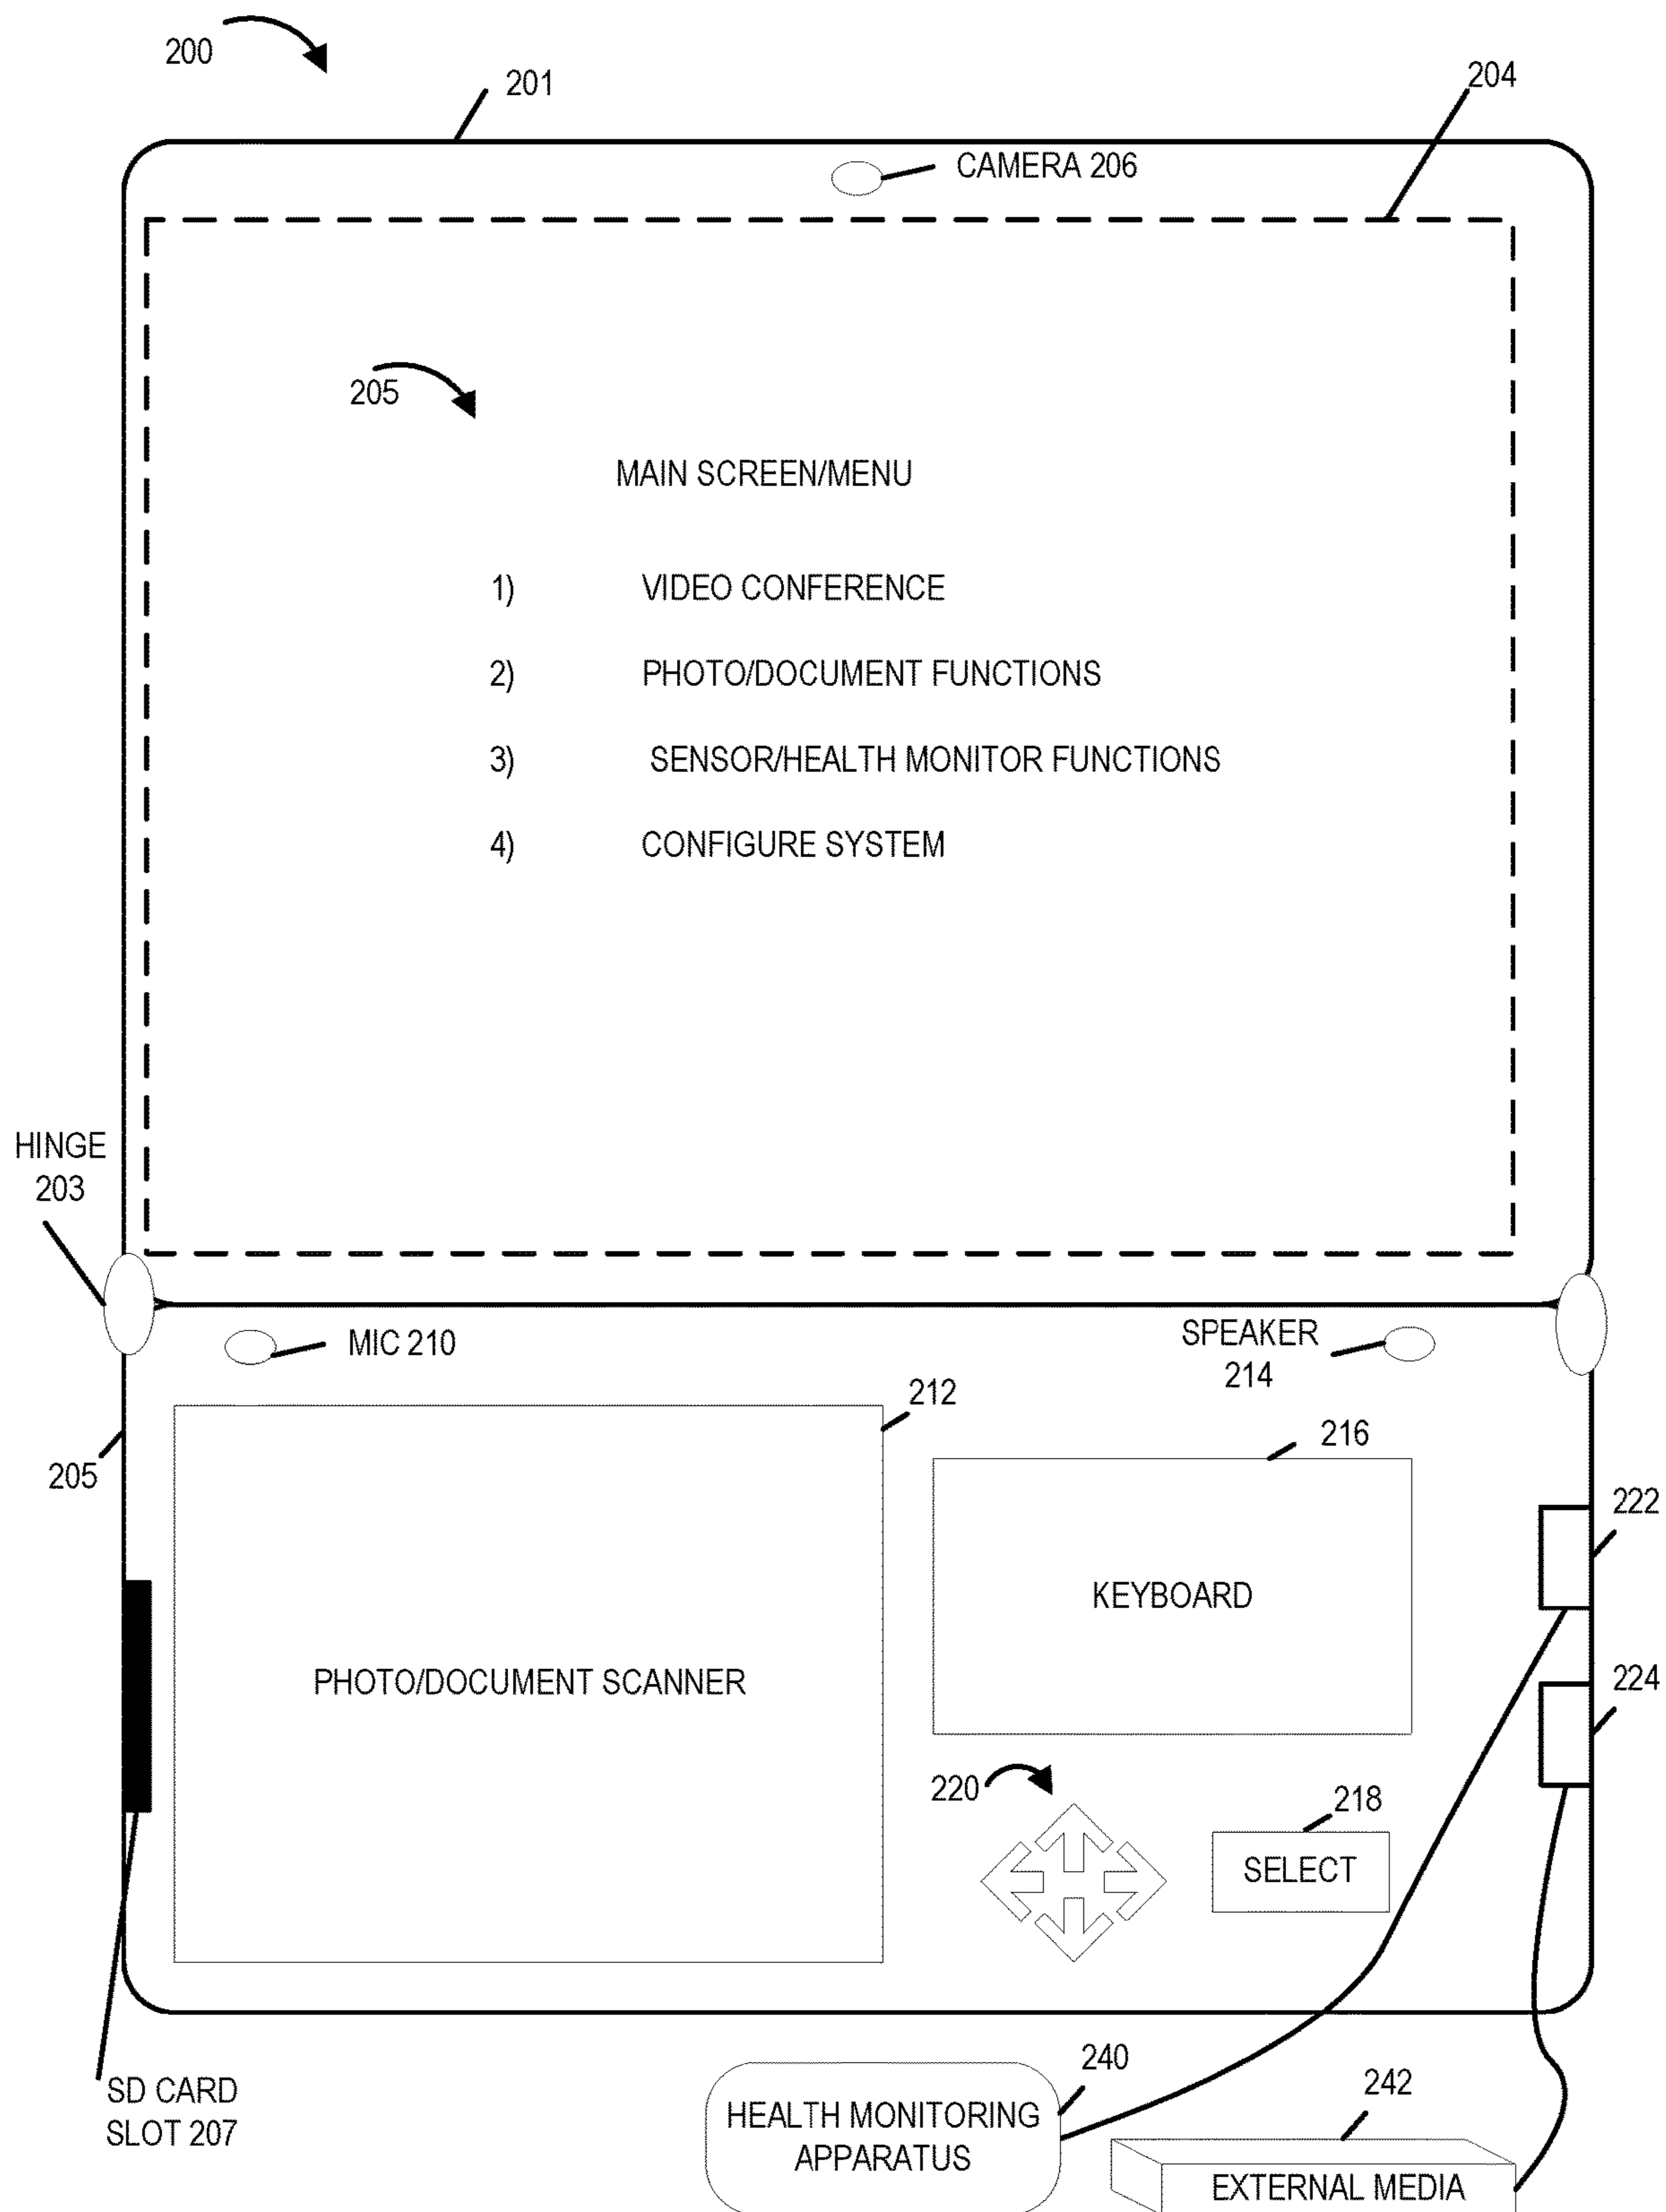 200
201
204
CAMERA 206
205
MAIN SCREEN/MENU
1) VIDEO CONFERENCE
2) PHOTO/DOCUMENT FUNCTIONS
3) SENSOR/HEALTH MONITOR FUNCTIONS
4) CONFIGURE SYSTEM
HINGE
203
MIC 210
SPEAKER
214
212
216
205
222
KEYBOARD
PHOTO/DOCUMENT SCANNER
224
220
218
SELECT
SD CARD
SLOT 207
240
HEALTH MONITORING
APPARATUS
242
EXTERNAL MEDIA